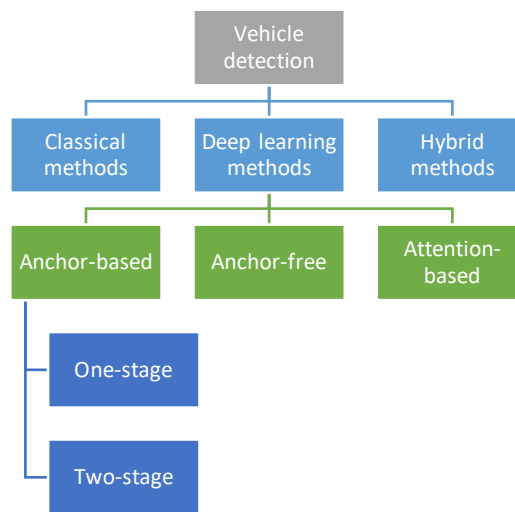 Vehicle
detection
Classical
methods
Deep learning
methods
Hybrid
methods
Anchor-based
Anchor-free
Attention-
based
One-stage
Two-stage